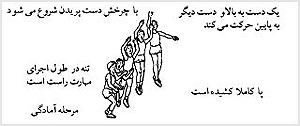 یک دست به بالاو دست دیگر
به پایین حرکت می کند
با چرخش دست پریدن شروع می شود
تنه در طول اجرای
مهارت راست است
پا کاملا کشیده است
مرحله آمادگی